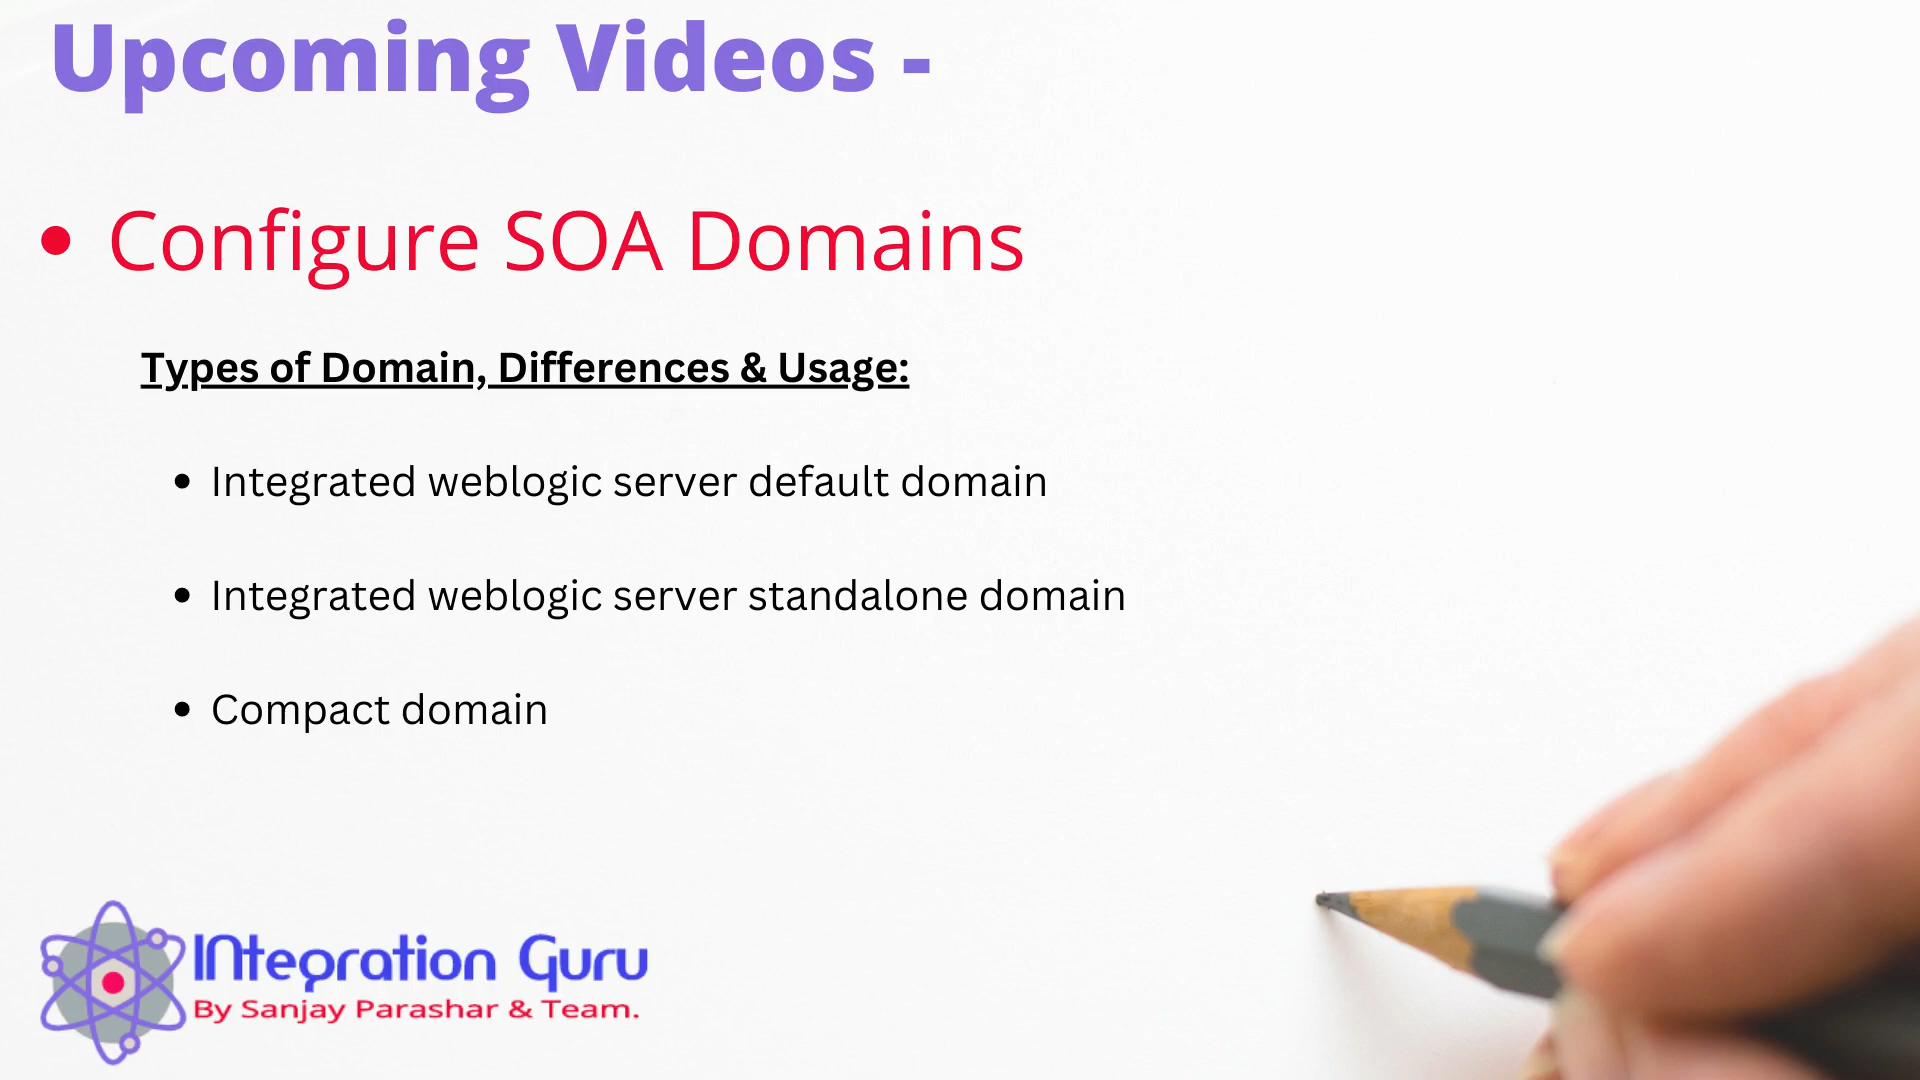 Upcoming Videos -
• Configure SOA Domains
Types of Domain, Differences & Usage:
• Integrated weblogic server default domain
• Integrated weblogic server standalone domain
• Compact domain
Integration Guru
By Sanjay Parashar & Team.